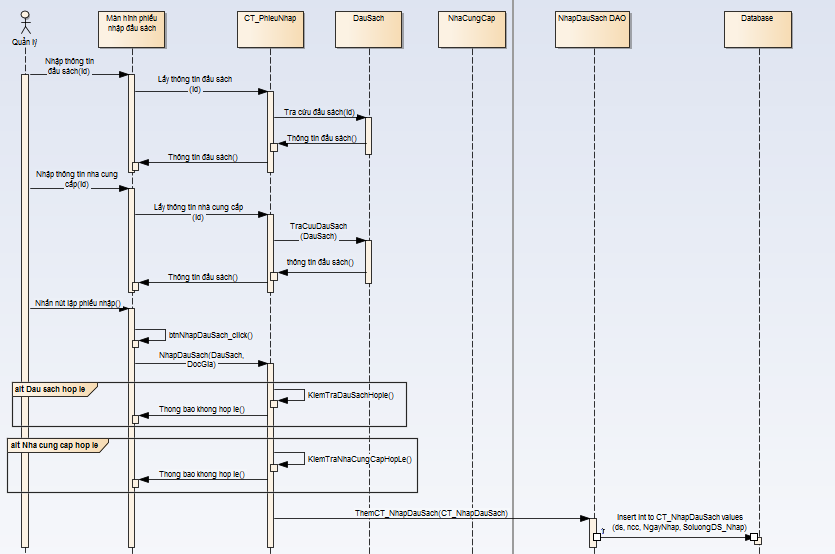 Quản lý
Màn hình phiếu
nhập đầu sách
CT_PhieuNhap
DauSach
NhaCungCap
NhapDauSach DAO
Database
Nhập thông tin
đầu sách(Id)
Lấy thông tin đầu sách
(Id)
Tra cứu đầu sách(Id)
Thông tin đầu sách()
Thông tin đầu sách()
Nhập thông tin nha cung
cấp(Id)
Lấy thông tin nhà cung cấp
(Id)
TraCuuDauSach
(DauSach)
thông tin đầu sách()
Thông tin đầu sách()
Nhấn nút lập phiếu nhập()
btnNhapDauSach_click()
NhapDauSach(DauSach,
DocGia)
alt Dau sach hop le
KiemTraDauSachHople()
Thong bao khong hop le()
alt Nha cung cap hop le
KiemTraNhaCungCapHopLe()
Thong bao khong hop le()
ThemCT_NhapDauSach(CT_NhapDauSach)
Insert Int to CT_NhapDauSach values
(ds, ncc, NgayNhap, SoluongDS_Nhap)